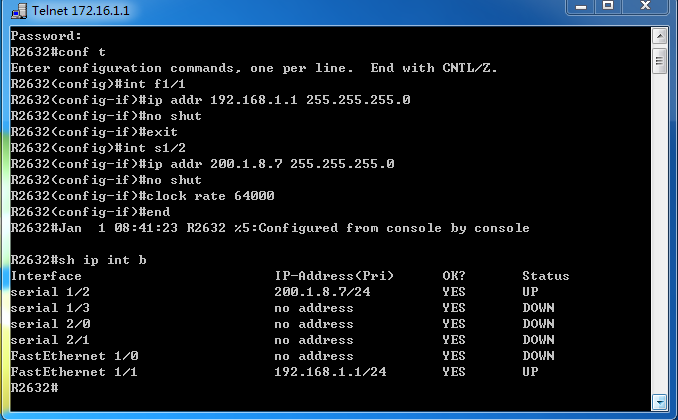 Telnet 172.16.1.1
Password:
R2632#conf t
Enter configuration commands, one per line.  End with CNTL/Z.
R2632(config)#int f1/1
R2632(config-if)#ip addr 192.168.1.1 255.255.255.0
R2632(config-if)#no shut
R2632(config-if)#exit
R2632(config)#int s1/2
R2632(config-if)#ip addr 200.1.8.7 255.255.255.0
R2632(config-if)#no shut
R2632(config-if)#clock rate 64000
R2632(config-if)#end
R2632#Jan  1 08:41:23 R2632 %5:Configured from console by console
R2632#sh ip int b
Interface IP-Address(Pri) OK? Status
serial 1/2 200.1.8.7/24 YES UP
serial 1/3 no address YES DOWN
serial 2/0 no address YES DOWN
serial 2/1 no address YES DOWN
FastEthernet 1/0 no address YES DOWN
FastEthernet 1/1 192.168.1.1/24 YES UP
R2632#